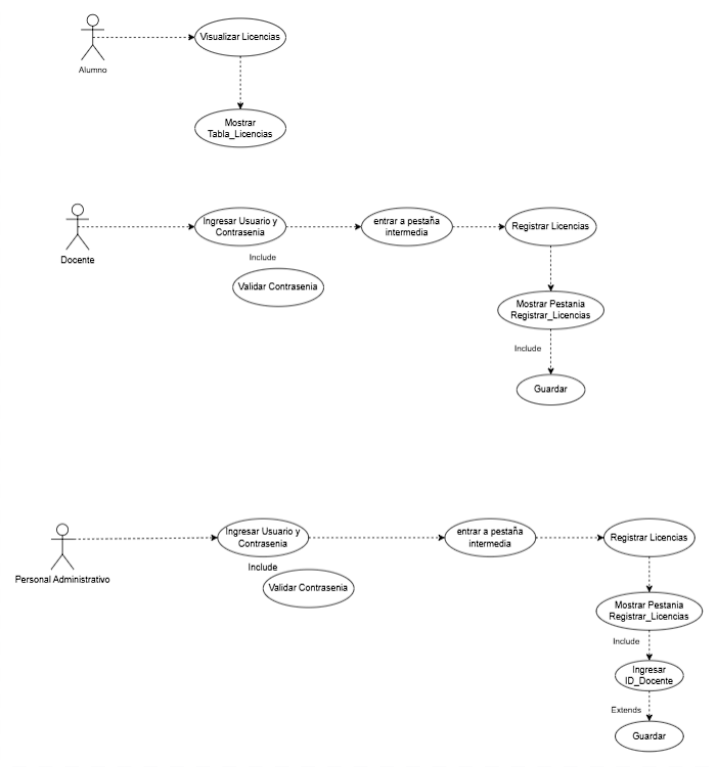 Visualizar Licencias
Alumno
Mostrar
Tabla_Licencias
Ingresar Usuario y
Contrasenia
entrar a pestaña
intermedia
Registrar Licencias
Docente
Include
Validar Contrasenia
Mostrar Pestania
Registrar_Licencias
Include
Guardar
Ingresar Usuario y
Contrasenia
entrar a pestaña
intermedia
Registrar Licencias
Personal Administrativo
Include
Validar Contrasenia
Mostrar Pestania
Registrar_Licencias
Include
Ingresar
ID_Docente
Extends
Guardar